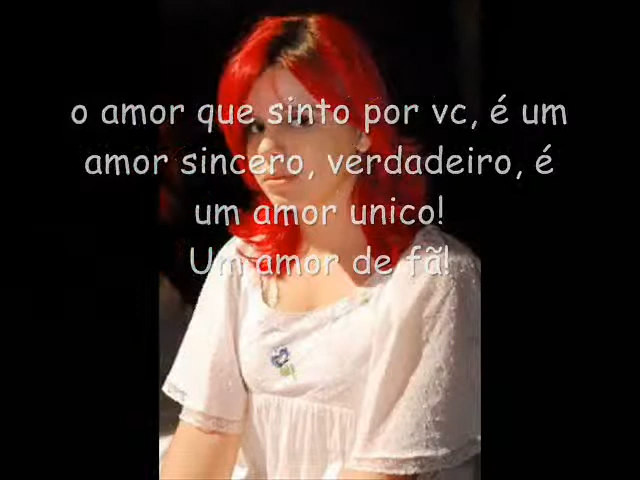 o amor que sinto por vc, é um
amor sincero, verdadeiro, é
um amor unico!
Um amor de fã!